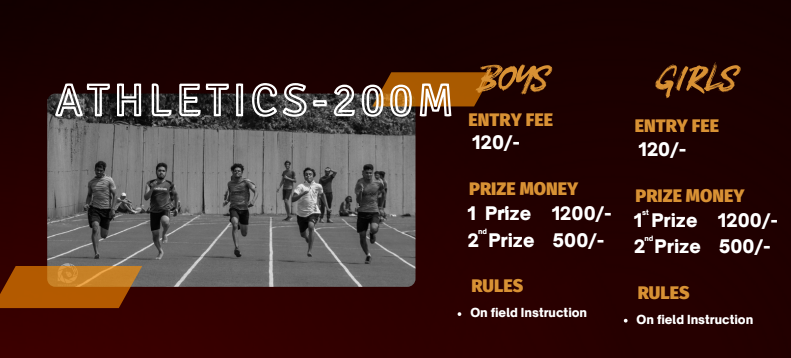 ATHLETICS-200M
BOYS
ENTRY FEE
120/-
PRIZE MONEY
1 Prize 1200/-
2nd Prize 500/-
RULES
• On field Instruction
GIRLS
ENTRY FEE
120/-
PRIZE MONEY
1st Prize 1200/-
2nd Prize 500/-
RULES
• On field Instruction